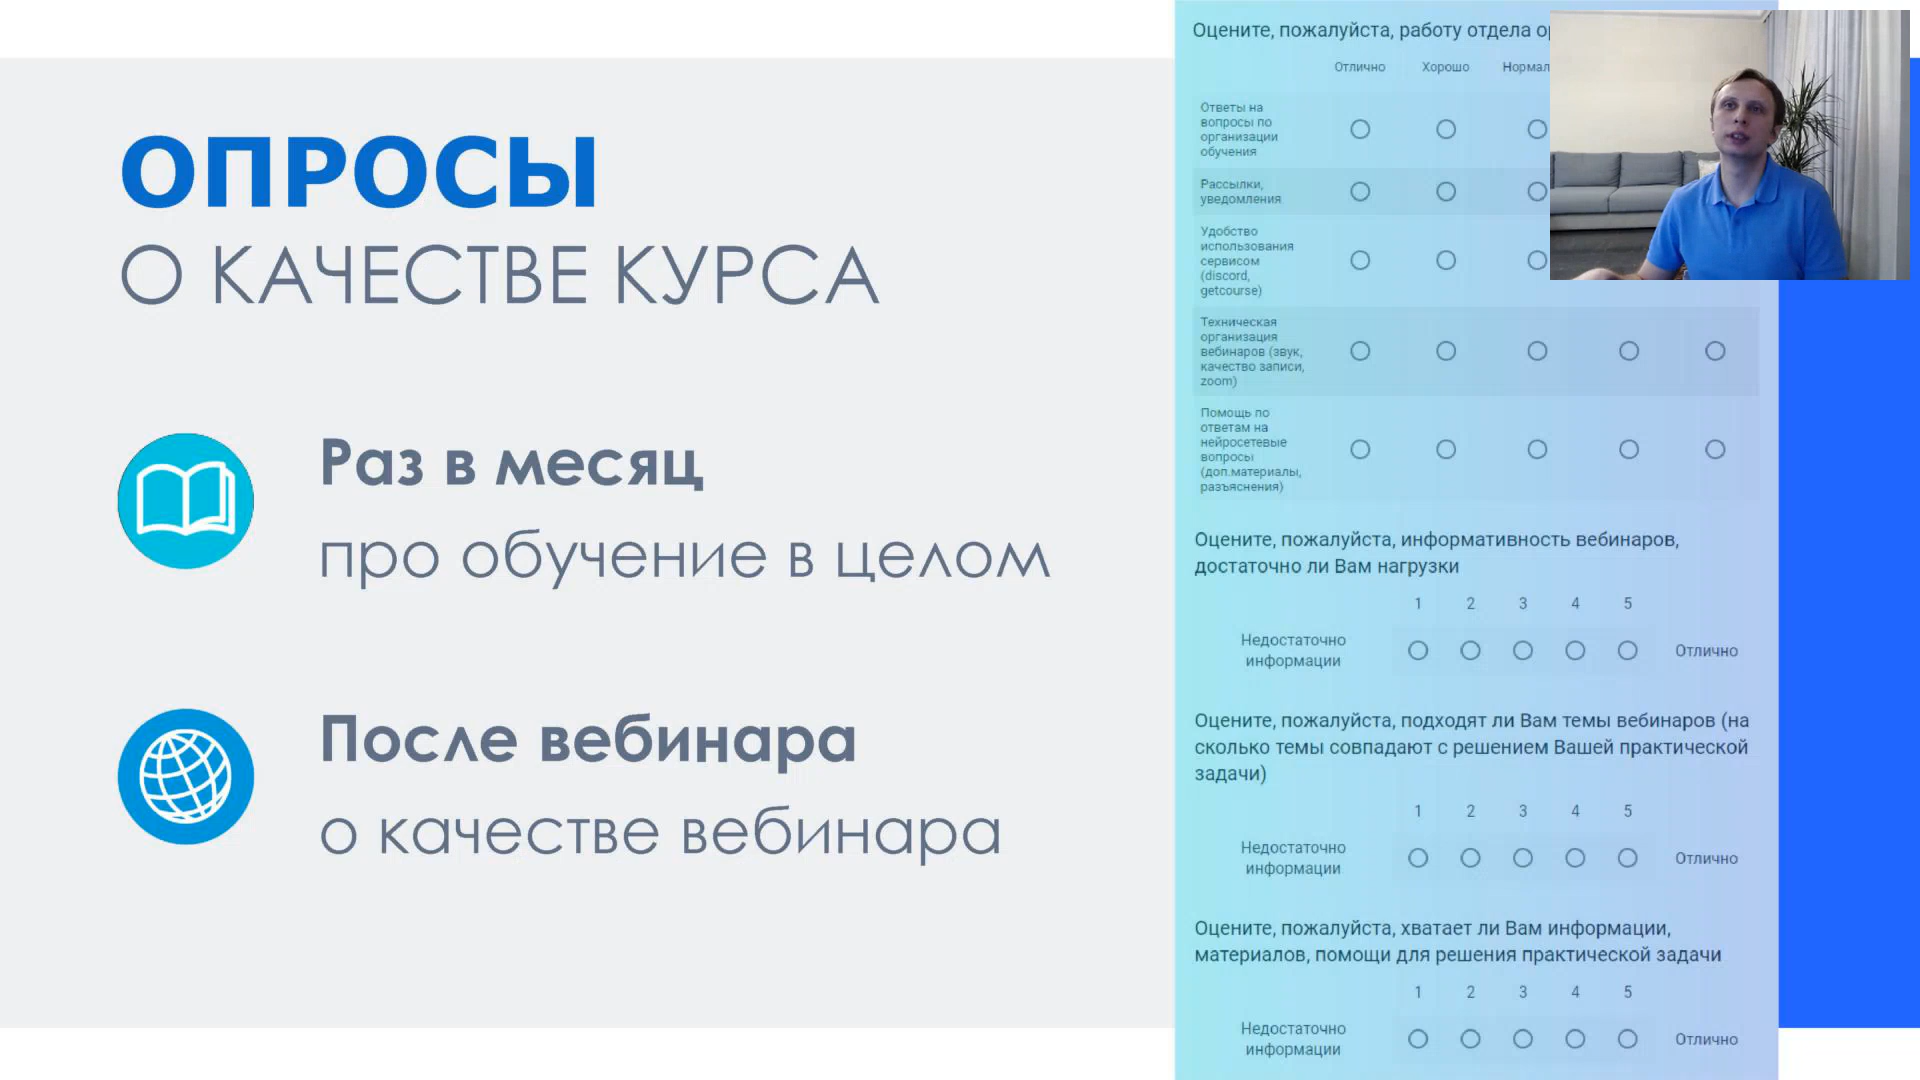 ОПРОСЫ
О КАЧЕСТВЕ КУРСА
Раз в месяц
про обучение в целом
После вебинара
о качестве вебинара
Оцените, пожалуйста, работу отдела
Отлично Хорошо
Ответы на
вопросы по
организации
обучения
Рассылки,
уведомления
Удобство
использования
сервисом
(discord,
getcourse)
Техническая
организация
вебинаров (звук,
качество записи,
zoom)
Помощь по
ответам на
нейросетевые
вопросы
(доп.материалы,
разъяснения)
Оцените, пожалуйста, информативность вебинаров,
достаточно ли Вам нагрузки
1 2 3 4 5
Недостаточно
информации
Отлично
Оцените, пожалуйста, подходят ли Вам темы вебинаров (на
сколько темы совпадают с решением Вашей практической
задачи)
1 2 3 4 5
Недостаточно
информации
Отлично
Оцените, пожалуйста, хватает ли Вам информации,
материалов, помощи для решения практической задачи
1 2 3 4 5
Недостаточно
информации
Отлично